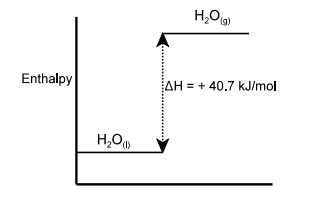 H₂O₍g₎
Enthalpy
ΔH = + 40.7 kJ/mol
H₂O₍l₎